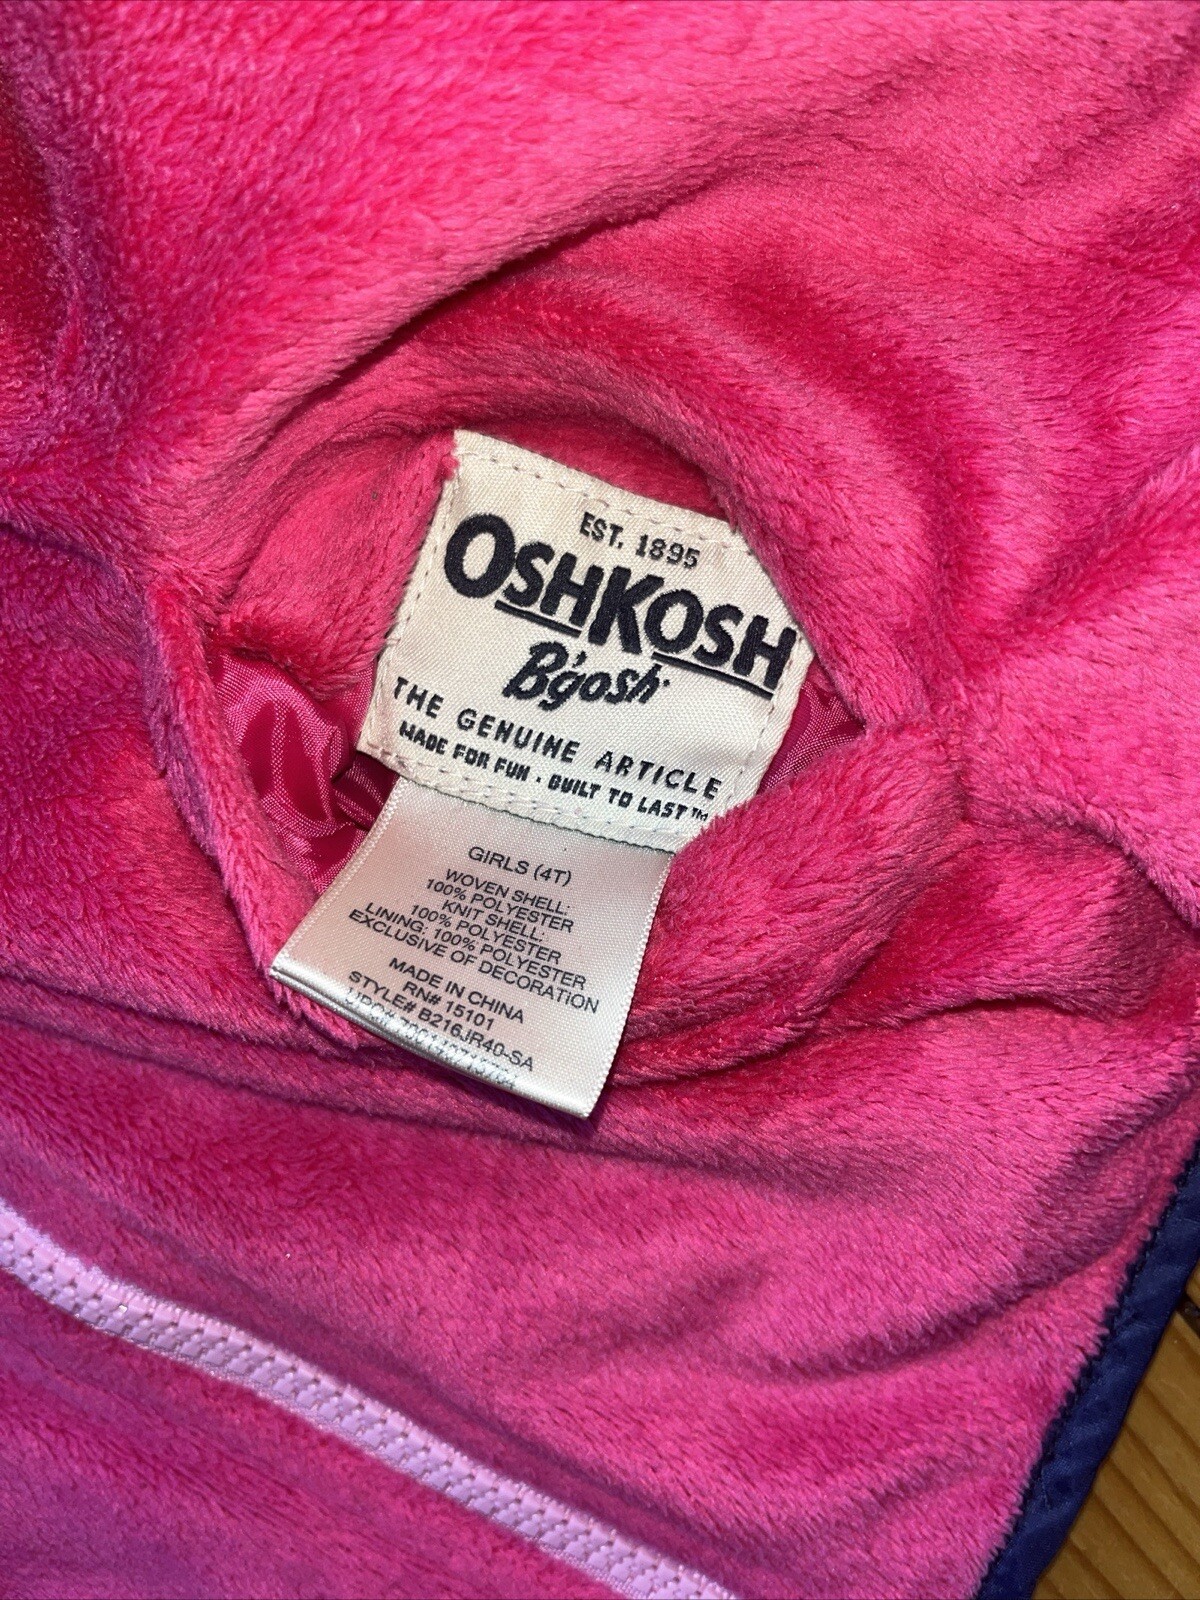 EST. 1895
OSHKOSH
B'gosh
THE GENUINE ARTICLE
MADE FOR FUN · BUILT TO LAST™
GIRLS (4T)
WOVEN SHELL:
100% POLYESTER
KNIT SHELL:
100% POLYESTER
LINING: 100% POLYESTER
EXCLUSIVE OF DECORATION
MADE IN CHINA
RN# 15101
STYLE# B216JR40-SA
UPC#